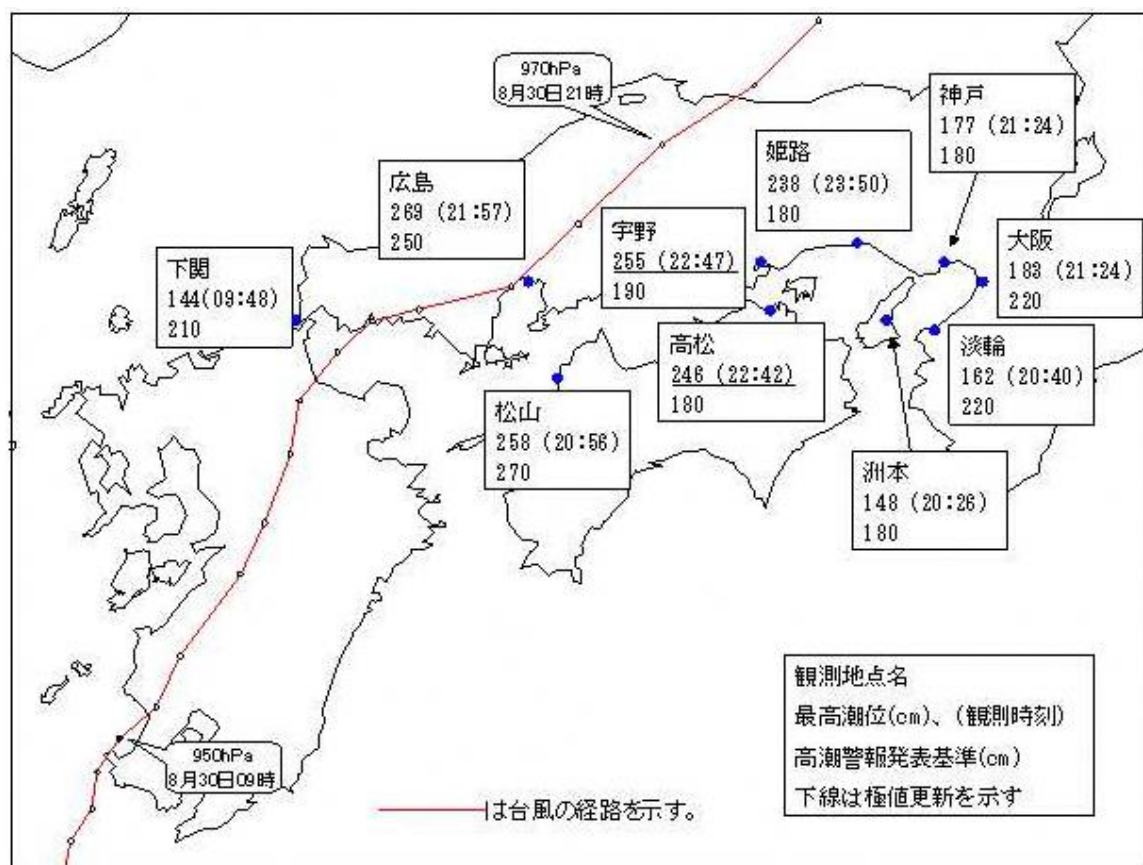 970hPa
8月30日21時
神戸
177 (21:24)
180
姫路
238 (23:50)
180
広島
269 (21:57)
250
宇野
255 (22:47)
190
大阪
183 (21:24)
220
下関
144(09:48)
210
高松
246 (22:42)
180
淡輪
162 (20:40)
220
松山
258 (20:56)
270
洲本
148 (20:26)
180
950hPa
8月30日09時
は台風の経路を示す。
観測地点名
最高潮位(cm)、(観測時刻)
高潮警報発表基準(cm)
下線は極値更新を示す